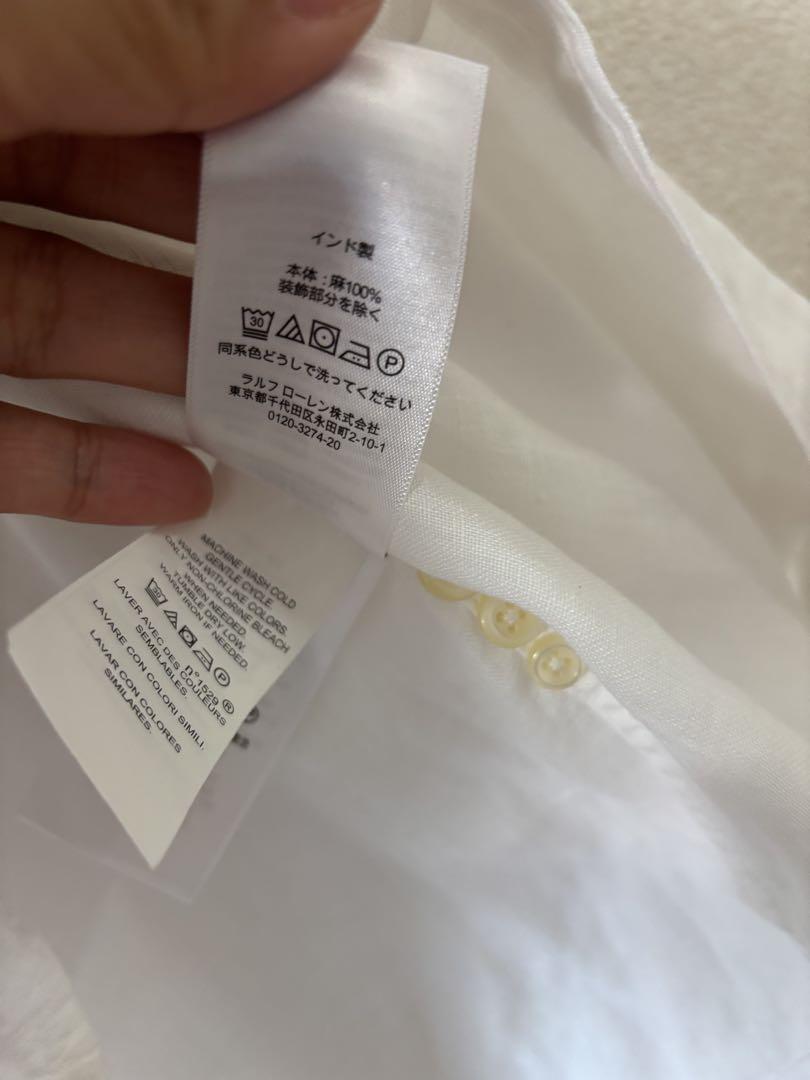 インド製
本体：麻100%
装飾部分を除く
30 P
同系色どうしで洗ってください
ラルフ ローレン株式会社
東京都千代田区永田町2-10-1
0120-3274-20
MACHINE WASH COLD
GENTLE CYCLE.
WASH WITH LIKE COLORS.
ONLY NON-CHLORINE BLEACH
WHEN NEEDED.
TUMBLE DRY LOW.
WARM IRON IF NEEDED.
30 P
n°1529 ®
LAVER AVEC DES COULEURS
SEMBLABLES.
LAVARE CON COLORI SIMILI.
LAVAR CON COLORES
SIMILARES.